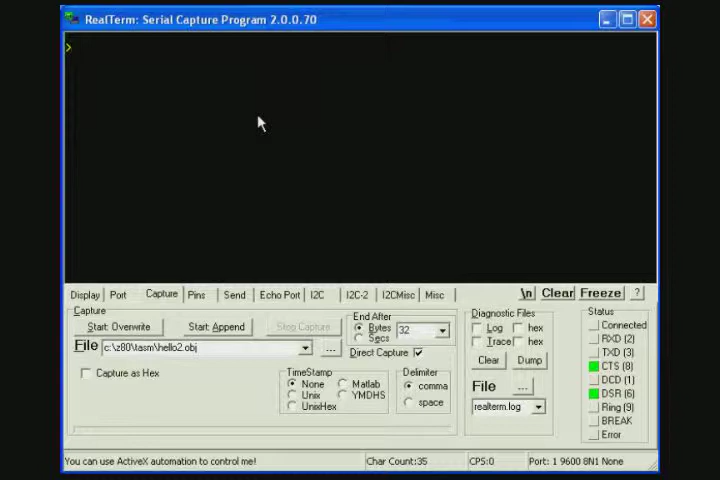 RealTerm: Serial Capture Program 2.0.0.70
>
Display Port Capture Pins Send Echo Port I2C I2C-2 I2CMisc Misc \n Clear Freeze ?
Capture
Start: Overwrite Start: Append Stop Capture
File c:\z80\tasm\hello2.obj ...
Capture as Hex
End After
Bytes
Secs
32
Direct Capture
TimeStamp
None Matlab
Unix YMDHS
UnixHex
Delimiter
comma
space
Diagnostic Files
Log hex
Trace hex
Clear Dump
File ...
realterm.log
Status
Connected
RXD (2)
TXD (3)
CTS (8)
DCD (1)
DSR (6)
Ring (9)
BREAK
Error
You can use ActiveX automation to control me! Char Count:35 CPS:0 Port: 1 9600 8N1 None